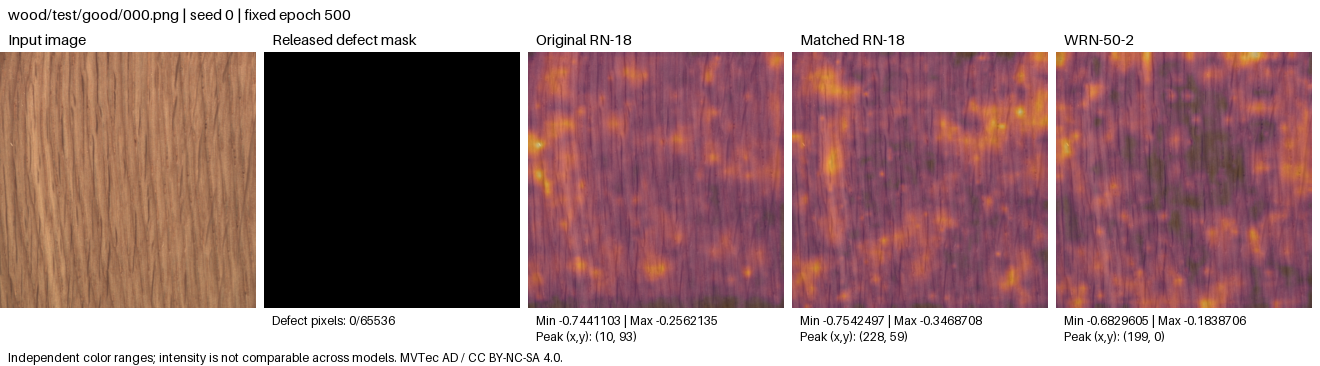 wood/test/good/000.png | seed 0 | fixed epoch 500
Input image
Released defect mask
Original RN-18
Matched RN-18
WRN-50-2
Defect pixels: 0/65536
Min -0.7441103 | Max -0.2562135
Peak (x,y): (10, 93)
Min -0.7542497 | Max -0.3468708
Peak (x,y): (228, 59)
Min -0.6829605 | Max -0.1838706
Peak (x,y): (199, 0)
Independent color ranges; intensity is not comparable across models. MVTec AD / CC BY-NC-SA 4.0.